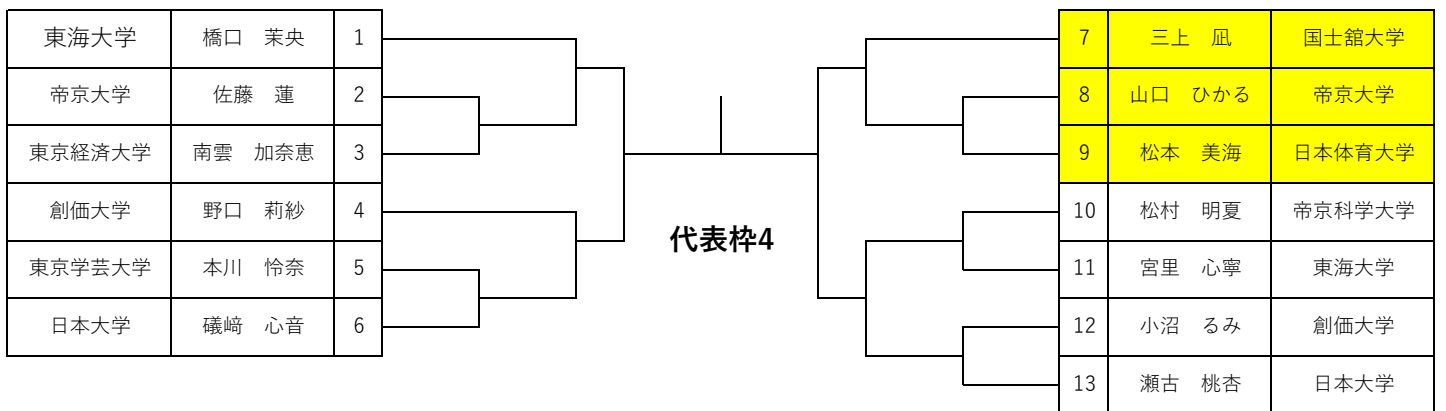 東海大学 橋口　茉央 1
帝京大学 佐藤　蓮 2
東京経済大学 南雲　加奈恵 3
創価大学 野口　莉紗 4
東京学芸大学 本川　怜奈 5
日本大学 礒﨑　心音 6
代表枠4
7 三上　凪 国士舘大学
8 山口　ひかる 帝京大学
9 松本　美海 日本体育大学
10 松村　明夏 帝京科学大学
11 宮里　心寧 東海大学
12 小沼　るみ 創価大学
13 瀬古　桃杏 日本大学